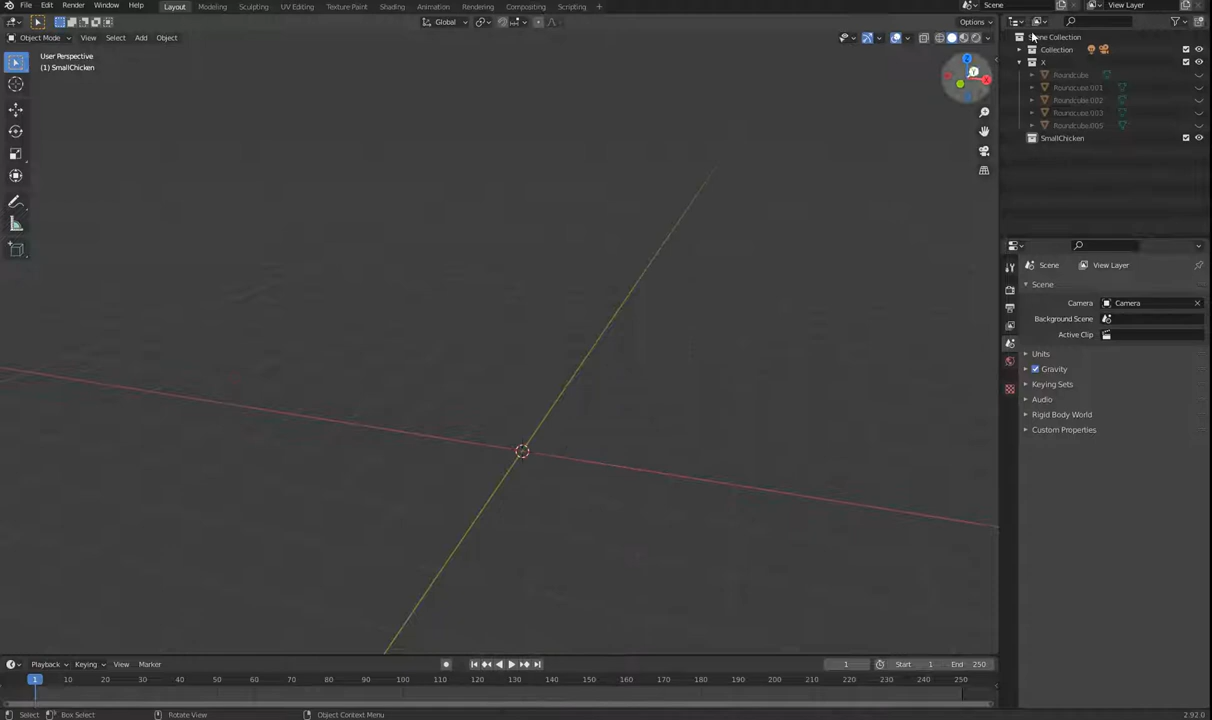 File Edit Render Window Help Layout Modeling Sculpting UV Editing Texture Paint Shading Animation Rendering Compositing Scripting + Scene View Layer
Global Options
Object Mode View Select Add Object
User Perspective
(1) SmallChicken
Scene Collection
Collection
X
Roundcube
Roundcube.001
Roundcube.002
Roundcube.003
Roundcube.005
SmallChicken
Z
Y
X
Scene View Layer
Scene
Camera Camera
Background Scene
Active Clip
Units
Gravity
Keying Sets
Audio
Rigid Body World
Custom Properties
Playback Keying View Marker 1 Start 1 End 250
1 10 20 30 40 50 60 70 80 90 100 110 120 130 140 150 160 170 180 190 200 210 220 230 240 250
Select Box Select Rotate View Object Context Menu 2.92.0